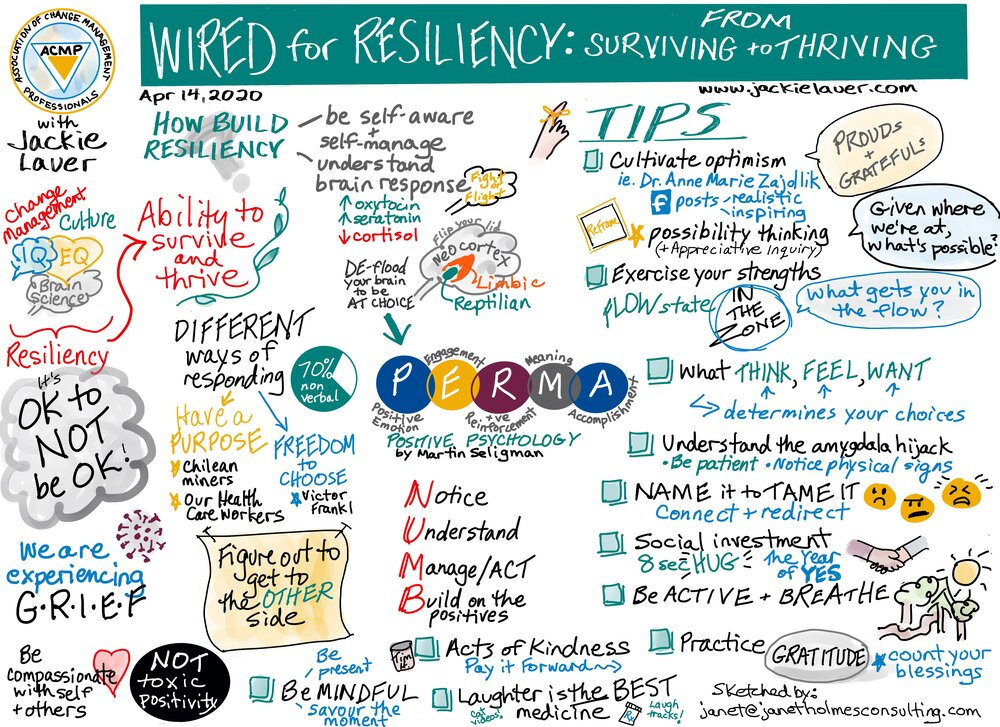 ASSOCIATION OF CHANGE MANAGEMENT
PROFESSIONALS
ACMP
WIRED for RESILIENCY: FROM
SURVIVING to THRIVING
Apr 14, 2020
www.jackielauer.com
with
Jackie
Lauer
Change
Management
Culture
IQ
EQ
Brain
Science
Resiliency
Ability to
survive
and
thrive
HOW BUILD
RESILIENCY
?
be self-aware
+
self-manage
understand
brain response
Fight
or
Flight
↑ oxytocin
↑ seratonin
↓ cortisol
DE-flood
your brain
to be
AT CHOICE
flip your lid
Neocortex
Limbic
Reptilian
It's
OK to
NOT
be OK!
DIFFERENT
ways of
responding
70%
non
verbal
Have a
PURPOSE
Chilean
miners
Our Health
Care workers
FREEDOM
to
CHOOSE
Victor
Frankl
P E R M A
Positive
Emotion
Engagement
+ive
Reinforcement
Meaning
Accomplishment
POSITIVE PSYCHOLOGY
by Martin Seligman
Notice
Understand
Manage/ACT
Build on the
positives
We are
experiencing
G.R.I.E.F
Figure out to
get to
the OTHER
side
Be
compassionate
with self
+ others
NOT
toxic
positivity
TIPS
Cultivate optimism
ie. Dr. Anne Marie Zajdlik
f posts - realistic
- inspiring
PROUDS
+
GRATEFULS
Reframe
possibility thinking
(+ Appreciative Inquiry)
Given where
we're at,
what's possible?
Exercise your strengths
fLOW state
IN
THE
ZONE
What gets you in
the flow?
What THINK, FEEL, WANT
determines your choices
Understand the amygdala hijack
• Be patient • Notice physical signs
NAME it to TAME IT
Connect + redirect
Social investment
8 sec HUG
the Year
of YES
Be ACTIVE + BREATHE
Acts of Kindness
Pay it Forward
Tim
Practice
GRATITUDE
count your
blessings
Be
present
Be MINDFUL
savour the
moment
Laughter is the BEST
medicine
Cat
videos!
Rx
Laugh
tracks!
Sketched by:
janet@janetholmesconsulting.com